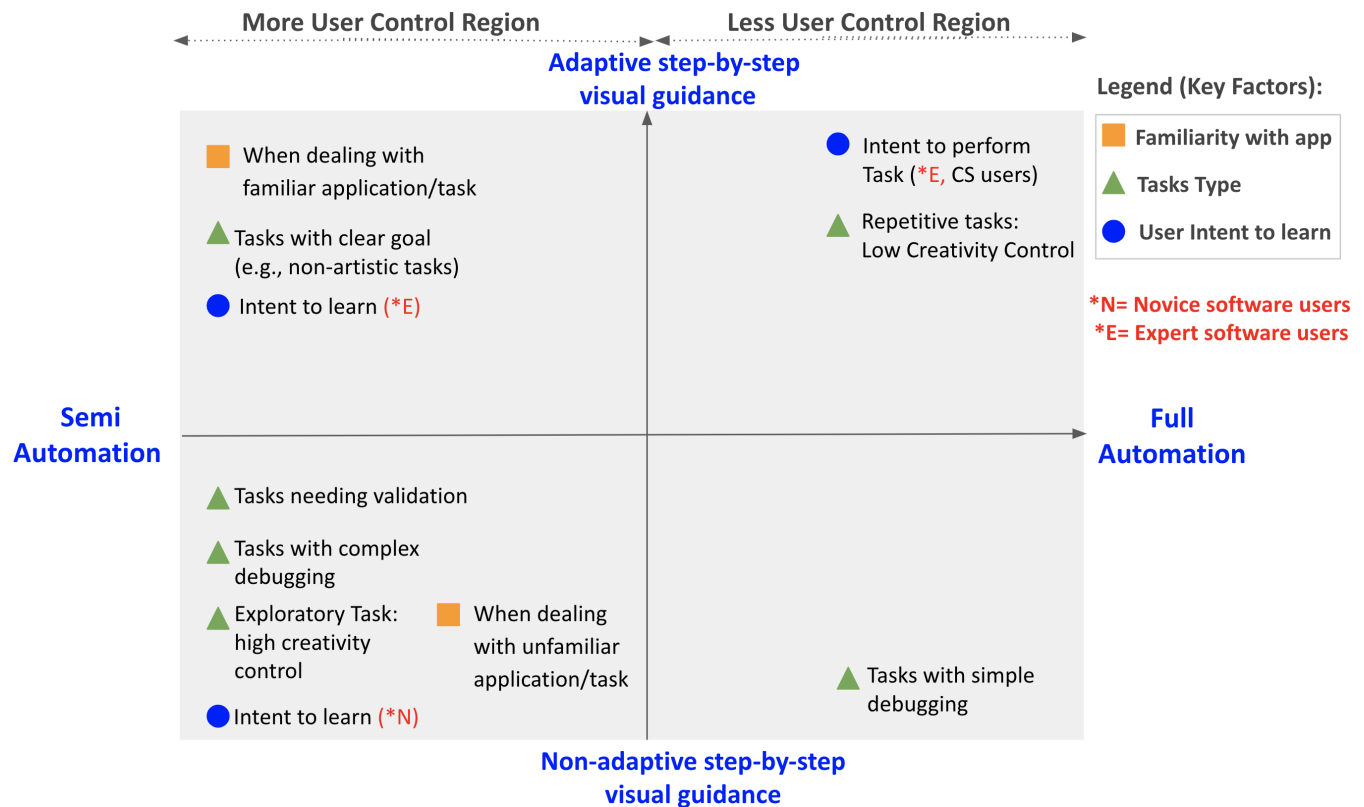 More User Control Region
Less User Control Region
Adaptive step-by-step
visual guidance
Legend (Key Factors):
Familiarity with app
Tasks Type
User Intent to learn
*N= Novice software users
*E= Expert software users
When dealing with
familiar application/task
Tasks with clear goal
(e.g., non-artistic tasks)
Intent to learn (*E)
Intent to perform
Task (*E, CS users)
Repetitive tasks:
Low Creativity Control
Semi
Automation
Full
Automation
Tasks needing validation
Tasks with complex
debugging
Exploratory Task:
high creativity
control
Intent to learn (*N)
When dealing
with unfamiliar
application/task
Tasks with simple
debugging
Non-adaptive step-by-step
visual guidance